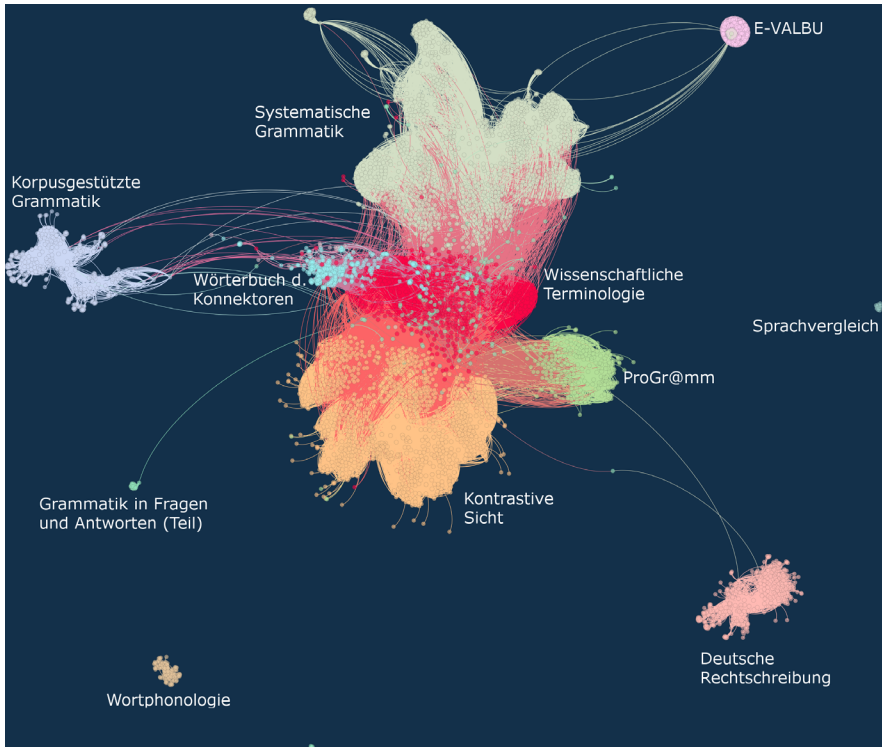 E-VALBU
Systematische
Grammatik
Korpusgestützte
Grammatik
Wörterbuch d.
Konnektoren
Wissenschaftliche
Terminologie
Sprachvergleich
ProGr@mm
Grammatik in Fragen
und Antworten (Teil)
Kontrastive
Sicht
Deutsche
Rechtschreibung
Wortphonologie